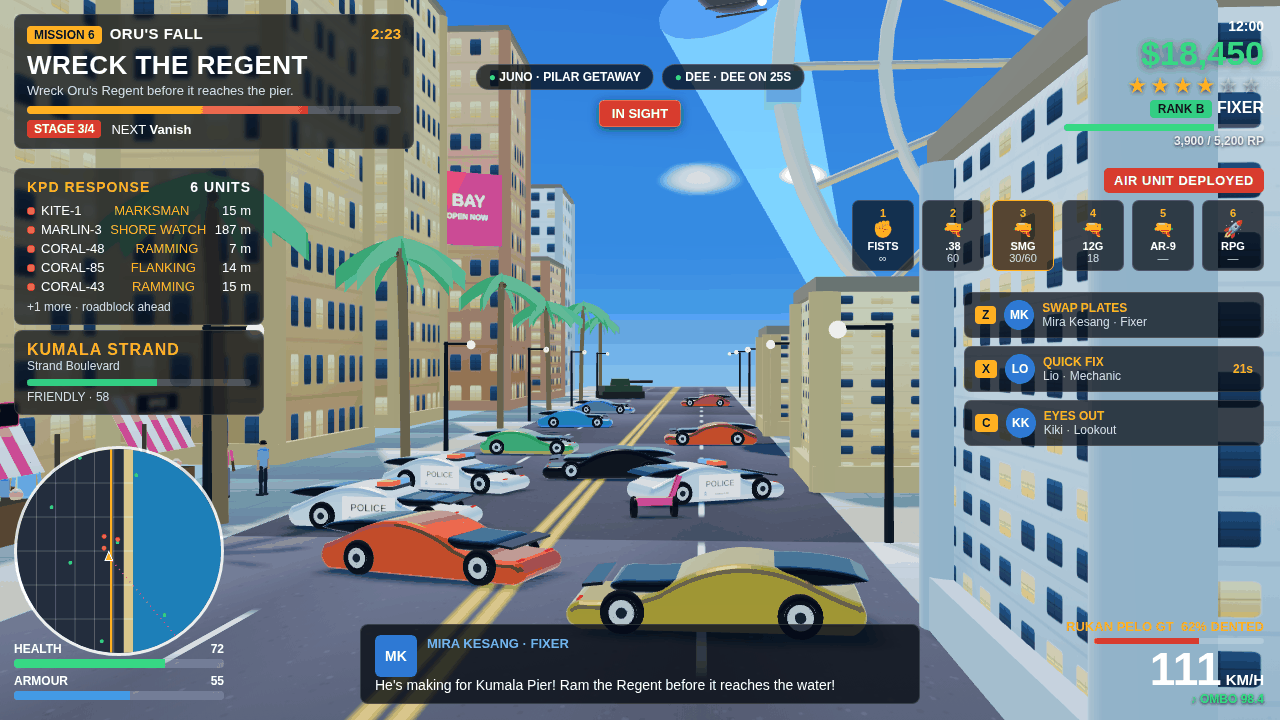 MISSION 6 ORU'S FALL 2:23
WRECK THE REGENT
Wreck Oru's Regent before it reaches the pier.
STAGE 3/4 NEXT Vanish
JUNO · PILAR GETAWAY
DEE · DEE ON 25S
IN SIGHT
12:00
$18,450
RANK B FIXER
3,900 / 5,200 RP
AIR UNIT DEPLOYED
KPD RESPONSE 6 UNITS
KITE-1 MARKSMAN 15 m
MARLIN-3 SHORE WATCH 187 m
CORAL-48 RAMMING 7 m
CORAL-85 FLANKING 14 m
CORAL-43 RAMMING 15 m
+1 more · roadblock ahead
KUMALA STRAND
Strand Boulevard
FRIENDLY · 58
BAY
OPEN NOW
1 2 3 4 5 6
FISTS .38 SMG 12G AR-9 RPG
∞ 60 30/60 18 — —
Z MK SWAP PLATES
Mira Kesang · Fixer
X LO QUICK FIX 21s
Lio · Mechanic
C KK EYES OUT
Kiki · Lookout
POLICE
POLICE
POLICE
HEALTH 72
ARMOUR 55
MK MIRA KESANG · FIXER
He's making for Kumala Pier! Ram the Regent before it reaches the water!
RUKAN PELO GT 62% DENTED
111 KM/H
OMBO 98.4